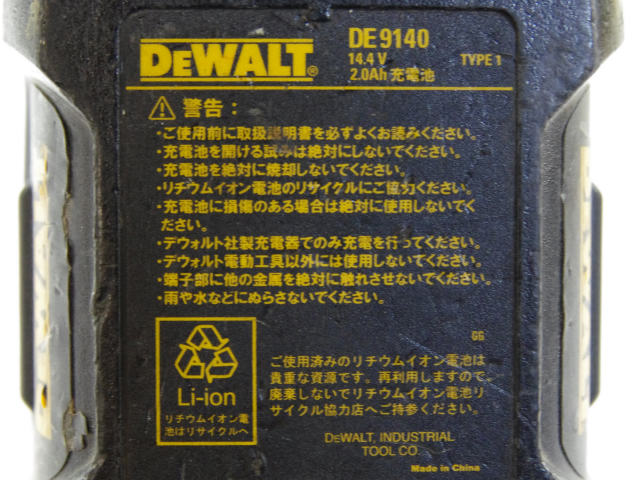 DEWALT®
DE9140
14.4 V TYPE 1
2.0Ah 充電池
警告：
・ご使用前に取扱説明書を必ずよくお読みください。
・充電池を開ける試みは絶対にしないでください。
・充電池を絶対に焼却しないでください。
・リチウムイオン電池のリサイクルにご協力ください。
・充電池に損傷のある場合は絶対に使用しないでく
ださい。
・デウォルト社製充電器でのみ充電を行ってください。
・デウォルト電動工具以外には使用しないでください。
・端子部に他の金属を絶対に触れさせないでください。
・雨や水などにぬらさないでください。
GG
Li-ion
リチウムイオン電
池はリサイクルへ
ご使用済みのリチウムイオン電池は
貴重な資源です。再利用しますので、
廃棄しないでリチウムイオン電池リ
サイクル協力店へご持参ください。
DEWALT, INDUSTRIAL
TOOL CO.
Made in China